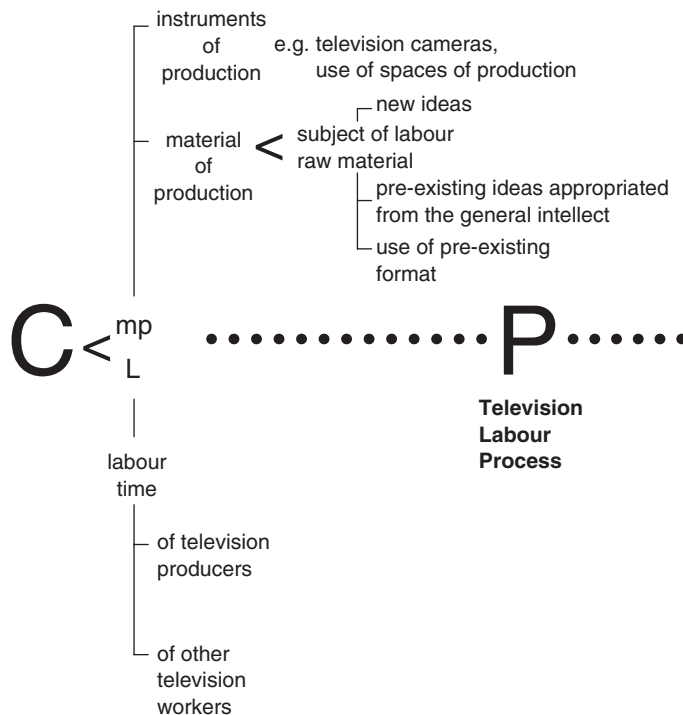 instruments
of
production
e.g. television cameras,
use of spaces of production
material
of
production
<
subject of labour
raw material
new ideas
pre-existing ideas appropriated
from the general intellect
use of pre-existing
format
C < mp
L
P
Television
Labour
Process
labour
time
of television
producers
of other
television
workers